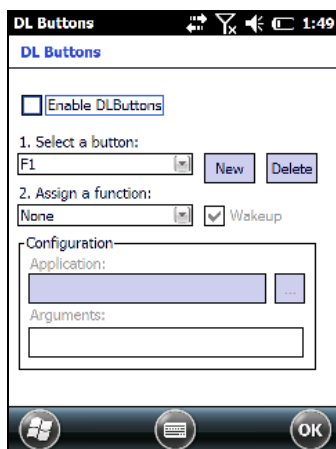 DL Buttons 1:49
DL Buttons
Enable DLButtons
1. Select a button:
F1 New Delete
2. Assign a function:
None Wakeup
Configuration
Application:
...
Arguments:
OK